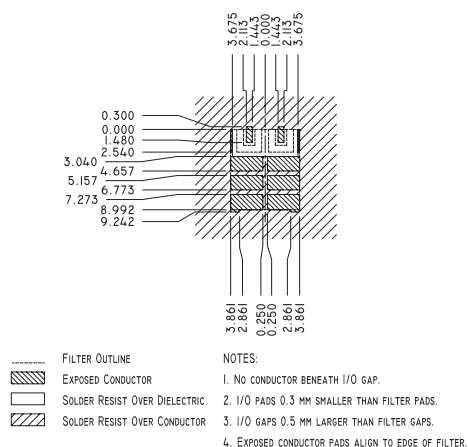 3.675
2.113
1.443
0.000
1.443
2.113
3.675
0.300
0.000
1.480
2.540
3.040
4.657
5.157
6.773
7.273
8.992
9.242
3.861
2.861
0.250
0.250
2.861
3.861
FILTER OUTLINE
EXPOSED CONDUCTOR
SOLDER RESIST OVER DIELECTRIC
SOLDER RESIST OVER CONDUCTOR
NOTES:
1. NO CONDUCTOR BENEATH I/O GAP.
2. I/O PADS 0.3 MM SMALLER THAN FILTER PADS.
3. I/O GAPS 0.5 MM LARGER THAN FILTER GAPS.
4. EXPOSED CONDUCTOR PADS ALIGN TO EDGE OF FILTER.